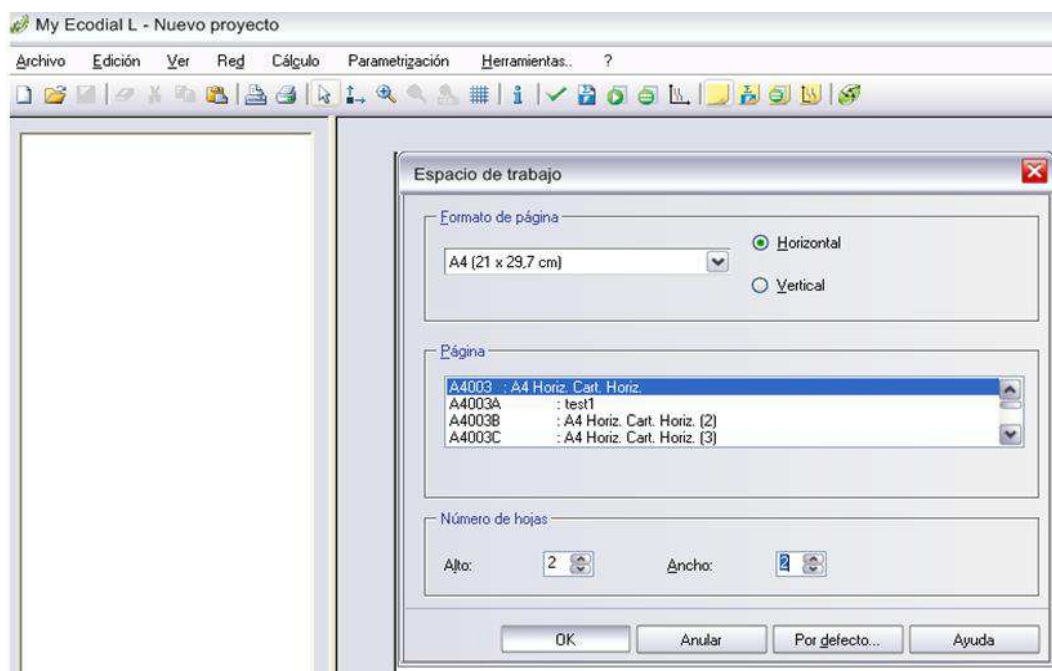 My Ecodial L - Nuevo proyecto
Archivo Edición Ver Red Cálculo Parametrización Herramientas.. ?
Espacio de trabajo
Formato de página
A4 (21 x 29,7 cm)
Horizontal
Vertical
Página
A4003 : A4 Horiz. Cart. Horiz.
A4003A : test1
A4003B : A4 Horiz. Cart. Horiz. (2)
A4003C : A4 Horiz. Cart. Horiz. (3)
Número de hojas
Alto: 2 Ancho: 2
OK Anular Por defecto... Ayuda